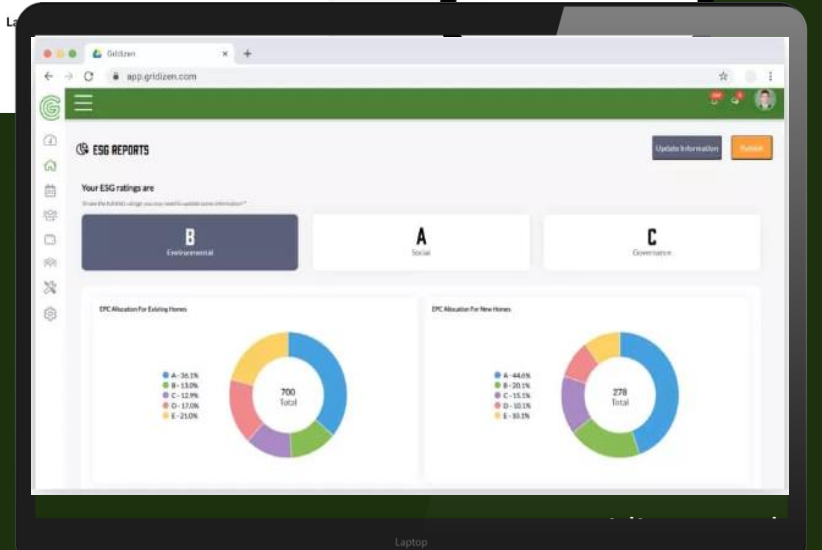 La
Gridizen
app.gridizen.com
ESG REPORTS
Update Information
Publish
Your ESG ratings are
B
Environmental
A
Social
C
Governance
EPC Allocation For Existing Homes
A - 36.1%
B - 13.0%
C - 12.9%
D - 17.0%
E - 21.0%
700
Total
EPC Allocation For New Homes
A - 44.6%
B - 20.1%
C - 15.1%
D - 10.1%
E - 10.1%
278
Total
Laptop